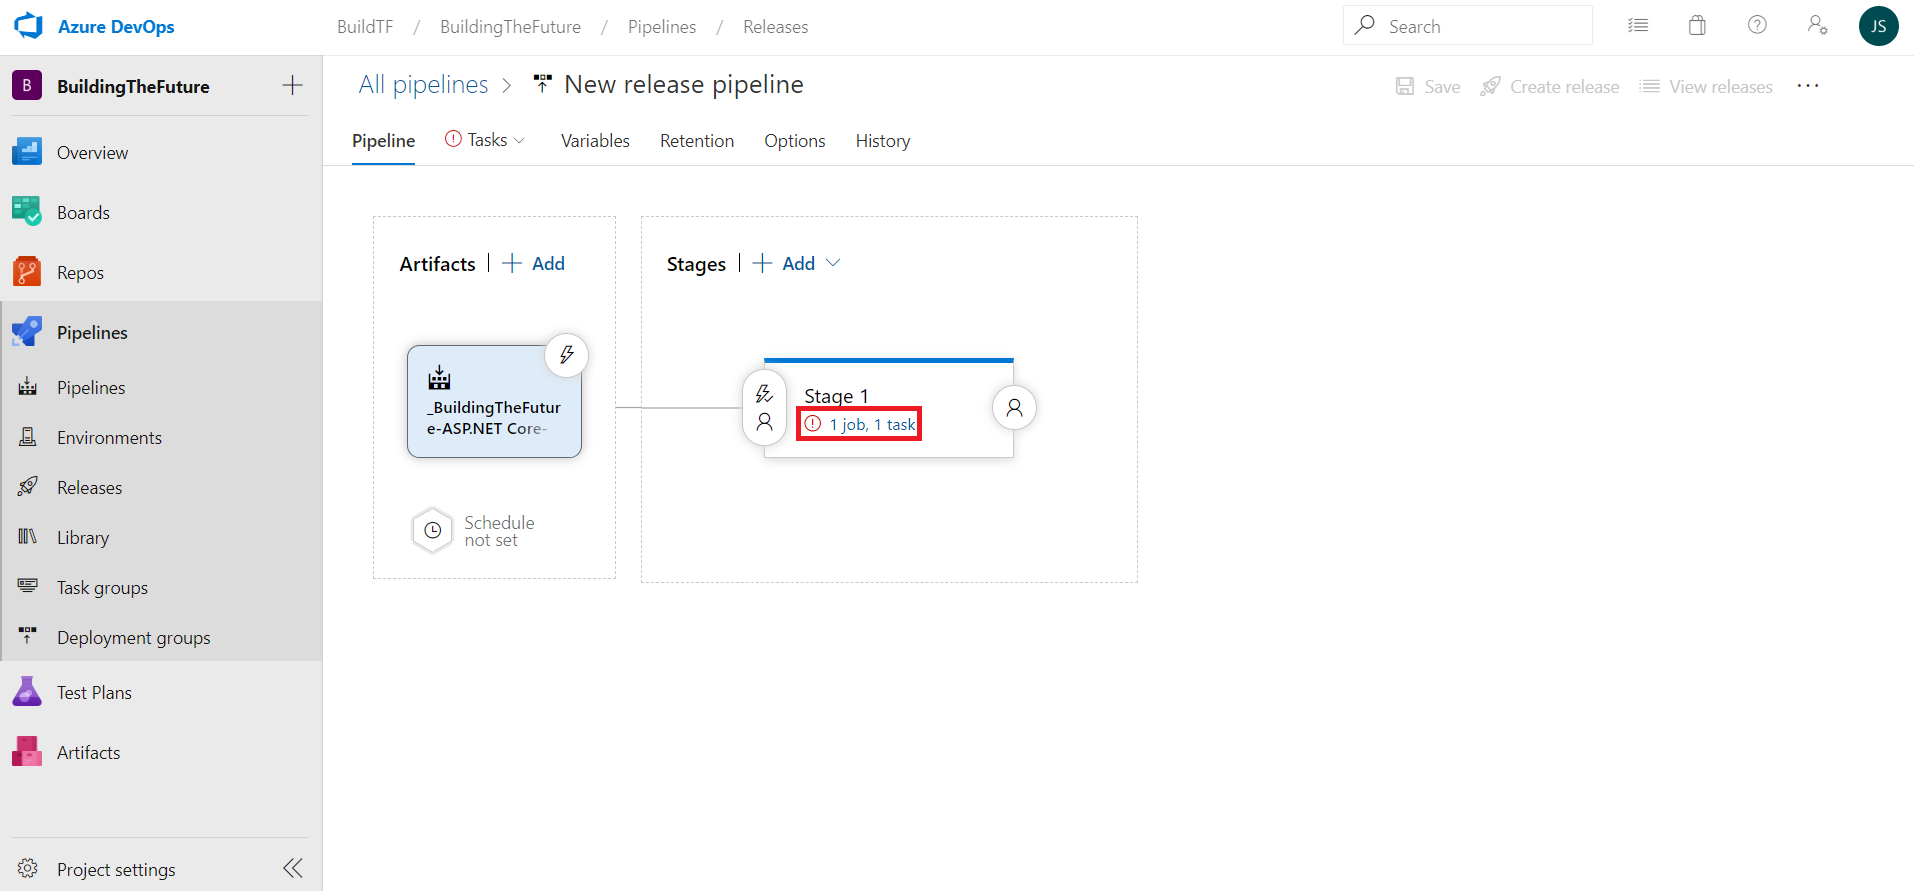 Azure DevOps
BuildTF / BuildingTheFuture / Pipelines / Releases
Search
JS
B BuildingTheFuture
All pipelines > New release pipeline
Save Create release View releases ...
Pipeline Tasks Variables Retention Options History
Overview
Boards
Repos
Pipelines
Pipelines
Environments
Releases
Library
Task groups
Deployment groups
Test Plans
Artifacts
Project settings
Artifacts | + Add
_BuildingTheFutur
e-ASP.NET Core-
Schedule
not set
Stages | + Add
Stage 1
1 job, 1 task